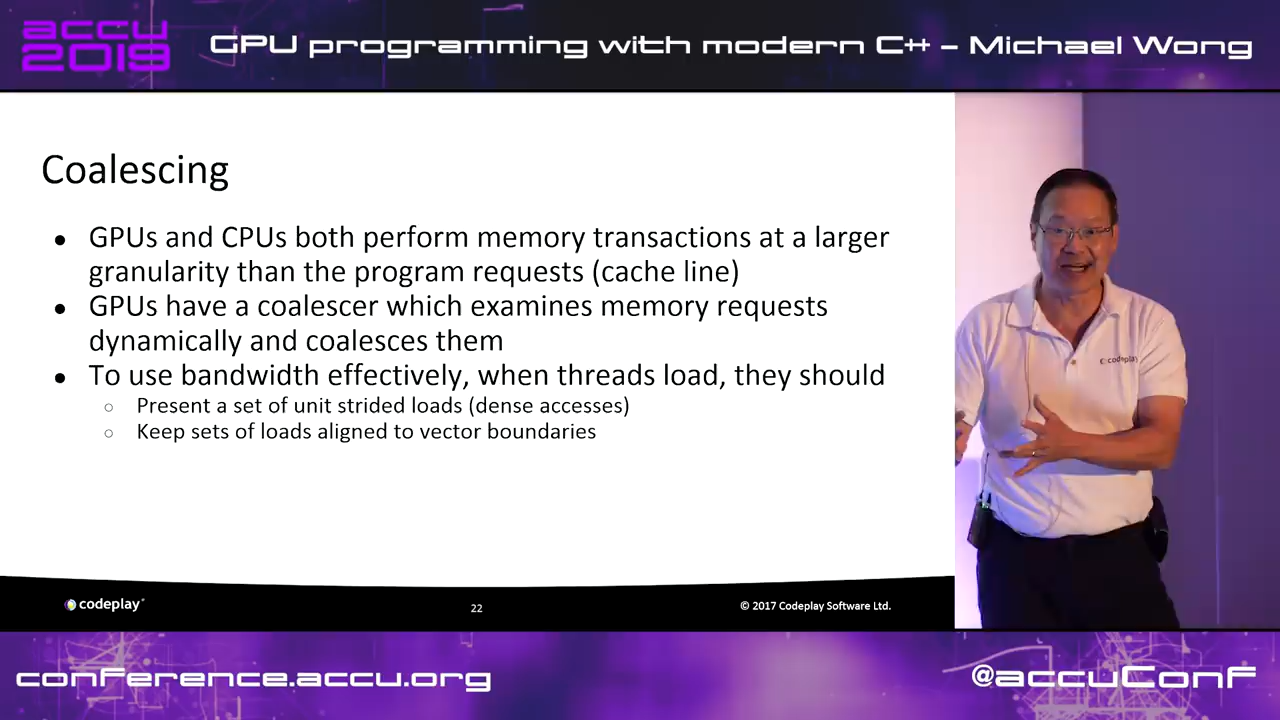 accu
2019
GPU programming with modern C++ – Michael Wong
Coalescing
● GPUs and CPUs both perform memory transactions at a larger
granularity than the program requests (cache line)
● GPUs have a coalescer which examines memory requests
dynamically and coalesces them
● To use bandwidth effectively, when threads load, they should
○ Present a set of unit strided loads (dense accesses)
○ Keep sets of loads aligned to vector boundaries
codeplay
codeplay
22
© 2017 Codeplay Software Ltd.
conference.accu.org
@accuConf